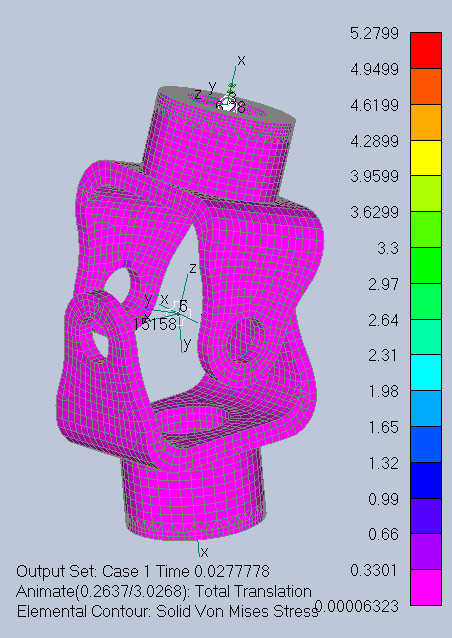 5.2799
4.9499
4.6199
4.2899
3.9599
3.6299
3.3
2.97
2.64
2.31
1.98
1.65
1.32
0.99
0.66
0.3301
0.00006323
x
y
z
z
y x
15158
y
x
Output Set: Case 1 Time 0.0277778
Animate(0.2637/3.0268): Total Translation
Elemental Contour: Solid Von Mises Stress